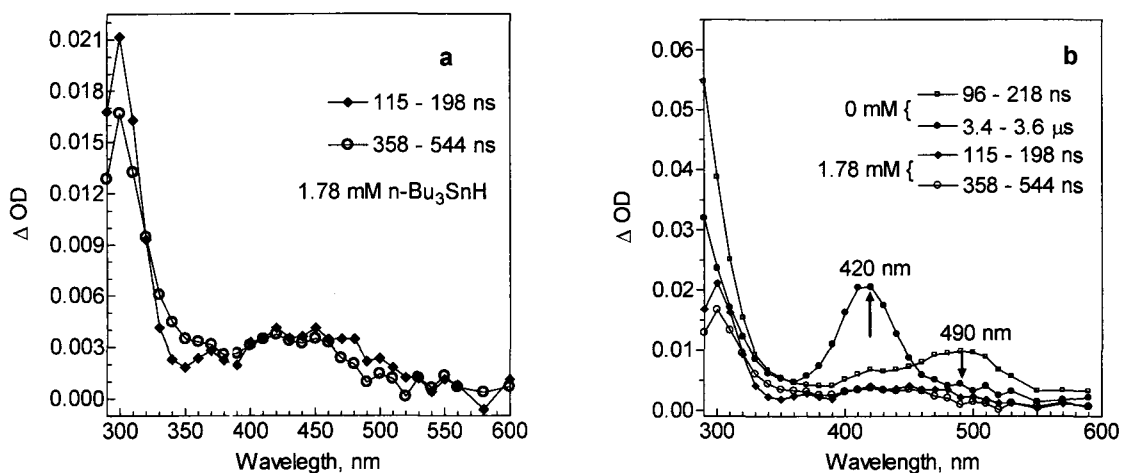 a
0.021
0.018
0.015
0.012
0.009
0.006
0.003
0.000
Δ OD
115 - 198 ns
358 - 544 ns
1.78 mM n-Bu₃SnH
300 350 400 450 500 550 600
Wavelegth, nm
b
0.06
0.05
0.04
0.03
0.02
0.01
0.00
Δ OD
0 mM {
96 - 218 ns
3.4 - 3.6 μs
1.78 mM {
115 - 198 ns
358 - 544 ns
420 nm
490 nm
300 400 500 600
Wavelegth, nm